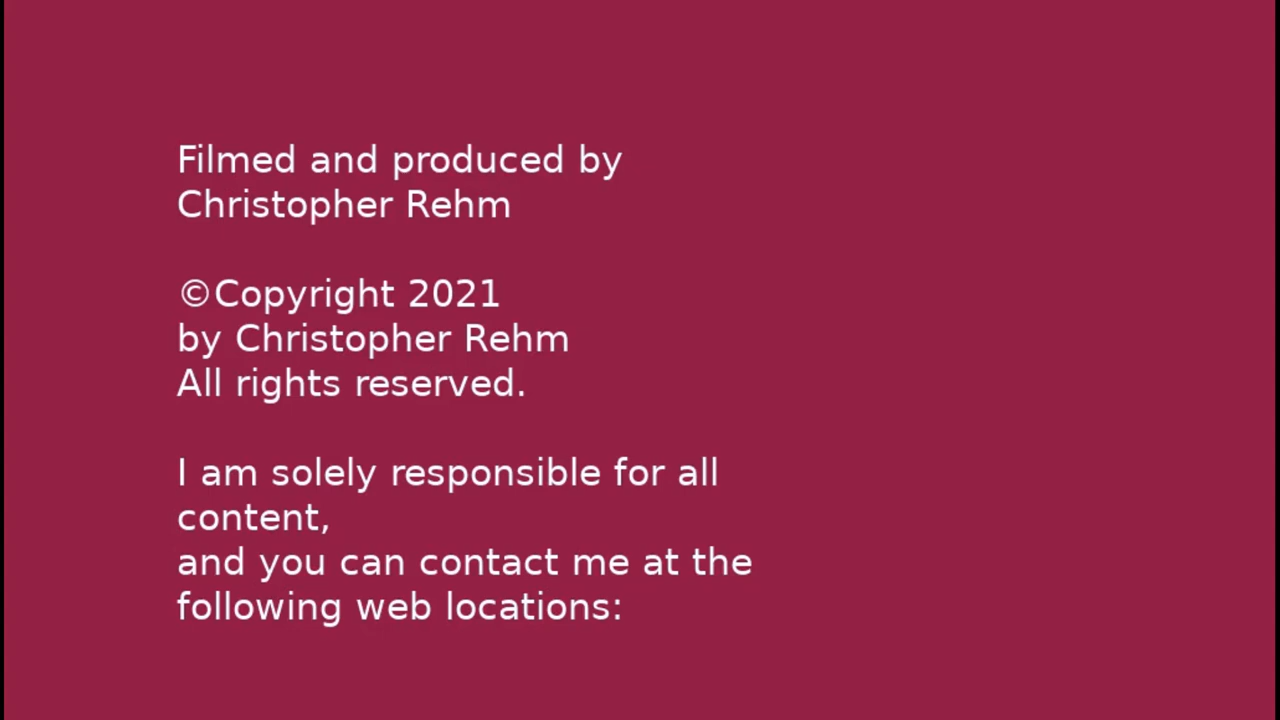 Filmed and produced by
Christopher Rehm
©Copyright 2021
by Christopher Rehm
All rights reserved.
I am solely responsible for all
content,
and you can contact me at the
following web locations: